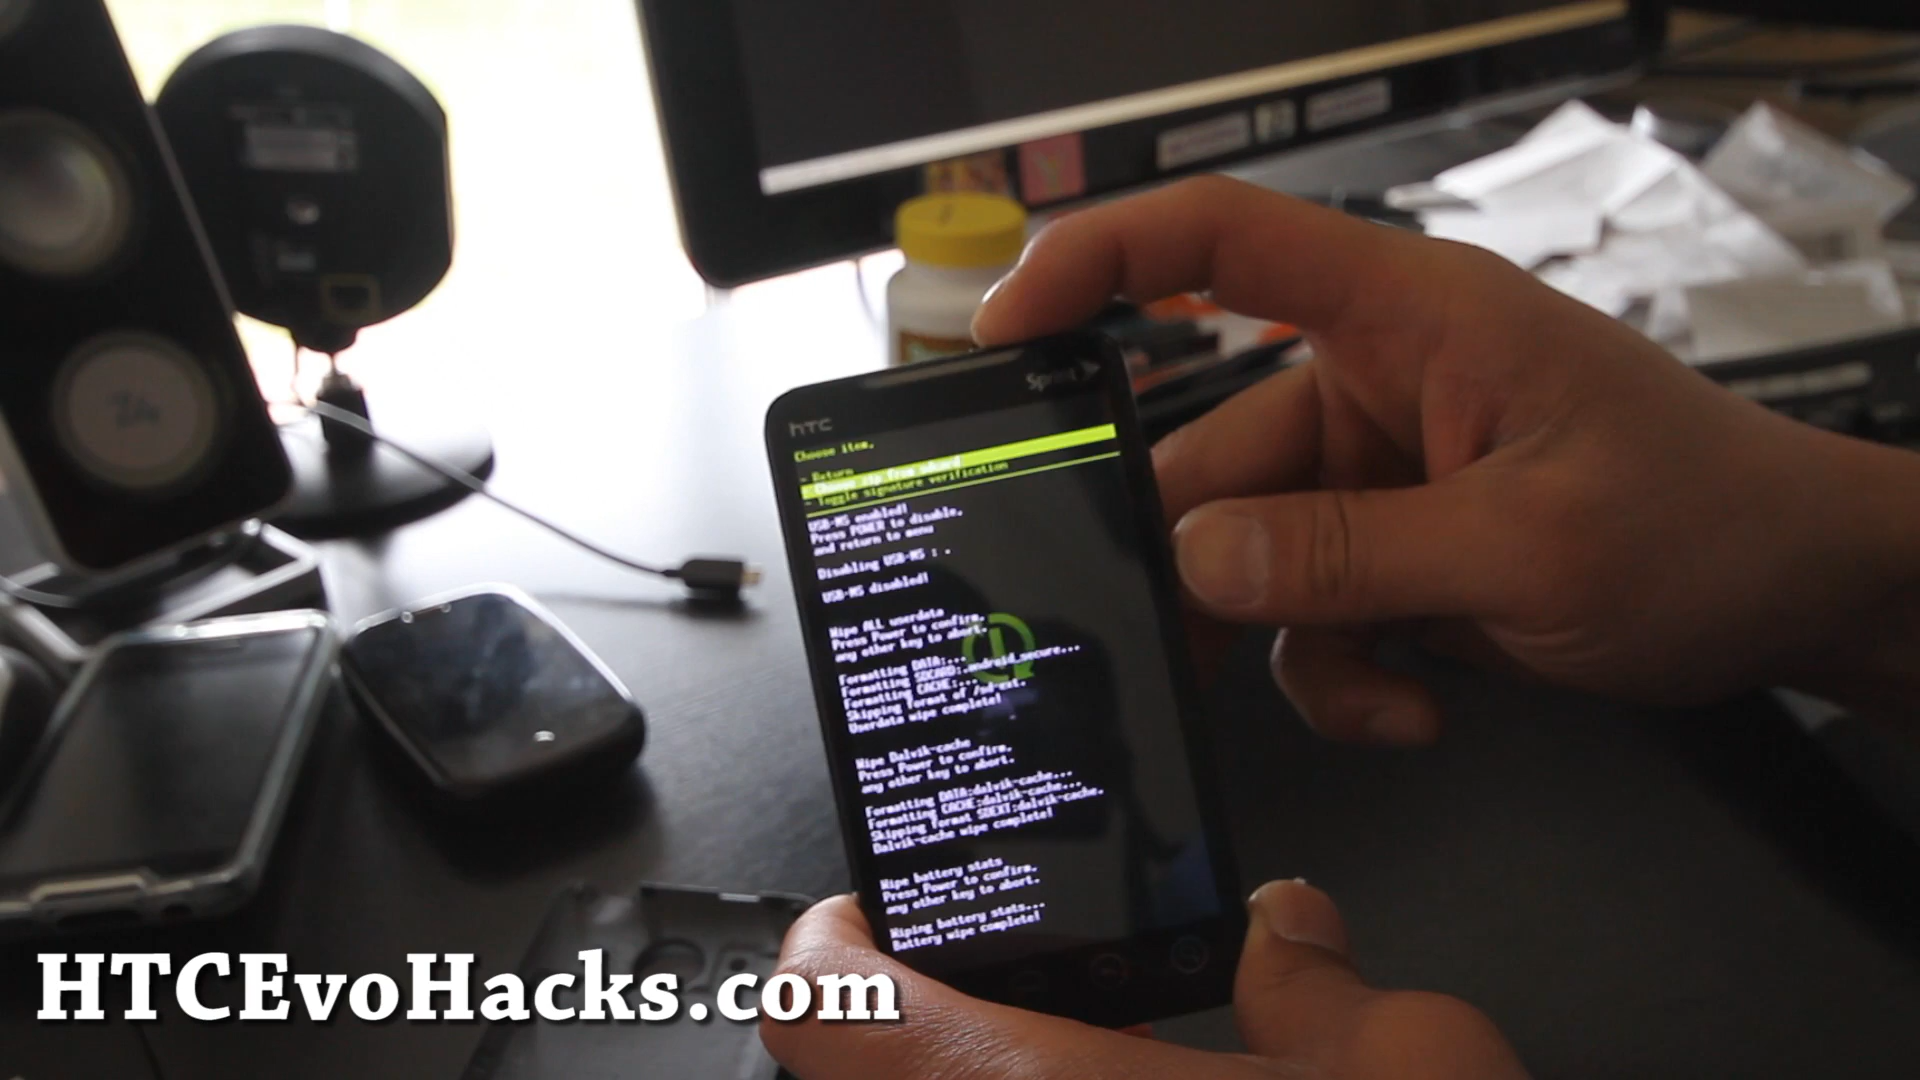 Sprint
hTC
Choose item.
- Return
- Choose zip from sdcard
- Toggle signature verification
USB-MS enabled!
Press POWER to disable,
and return to menu
Disabling USB-MS : .
USB-MS disabled!
Wipe ALL userdata
Press Power to confirm,
any other key to abort.
Formatting DATA:...
Formatting SDCARD:.android_secure...
Formatting CACHE:...
Skipping format of /sd-ext.
Userdata wipe complete!
Wipe Dalvik-cache
Press Power to confirm,
any other key to abort.
Formatting DATA:dalvik-cache...
Formatting CACHE:dalvik-cache...
Skipping format SDEXT:dalvik-cache.
Dalvik-cache wipe complete!
Wipe battery stats
Press Power to confirm,
any other key to abort.
Wiping battery stats...
Battery wipe complete!
HTCEvoHacks.com